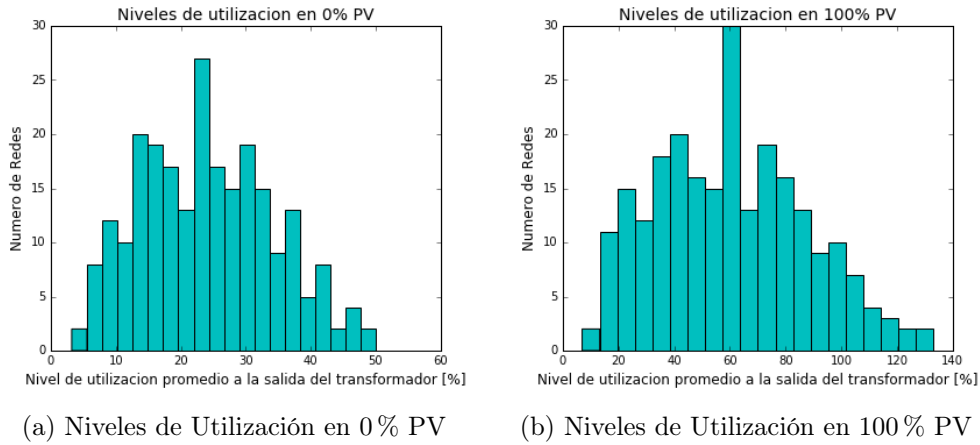 Niveles de utilizacion en 0% PV
30
25
20
15
10
5
0
Numero de Redes
0 10 20 30 40 50 60
Nivel de utilizacion promedio a la salida del transformador [%]
(a) Niveles de Utilización en 0 % PV
Niveles de utilizacion en 100% PV
30
25
20
15
10
5
0
Numero de Redes
0 20 40 60 80 100 120 140
Nivel de utilizacion promedio a la salida del transformador [%]
(b) Niveles de Utilización en 100 % PV